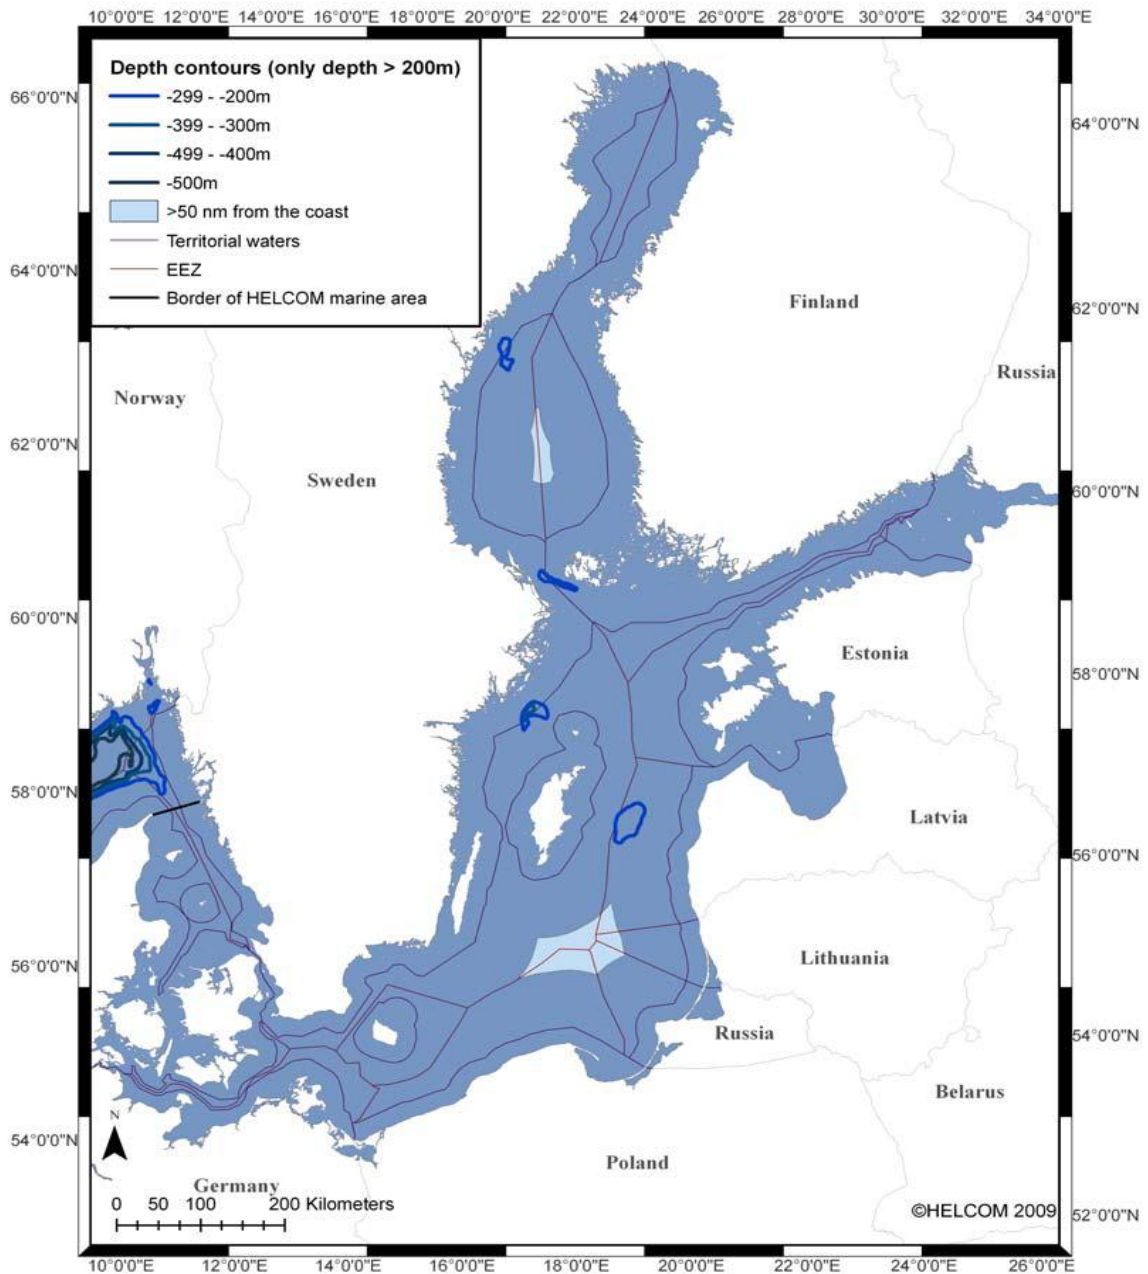 10°0'0"E 12°0'0"E 14°0'0"E 16°0'0"E 18°0'0"E 20°0'0"E 22°0'0"E 24°0'0"E 26°0'0"E 28°0'0"E 30°0'0"E 32°0'0"E 34°0'0"E
Depth contours (only depth > 200m)
-299 - -200m
-399 - -300m
-499 - -400m
-500m
>50 nm from the coast
Territorial waters
EEZ
Border of HELCOM marine area
66°0'0"N
64°0'0"N
64°0'0"N
62°0'0"N
Finland
Russia
Norway
62°0'0"N
Sweden
60°0'0"N
60°0'0"N
Estonia
58°0'0"N
58°0'0"N
Latvia
56°0'0"N
Lithuania
56°0'0"N
Russia
54°0'0"N
Belarus
N
54°0'0"N
Poland
Germany
0 50 100 200 Kilometers
©HELCOM 2009
52°0'0"N
10°0'0"E 12°0'0"E 14°0'0"E 16°0'0"E 18°0'0"E 20°0'0"E 22°0'0"E 24°0'0"E 26°0'0"E